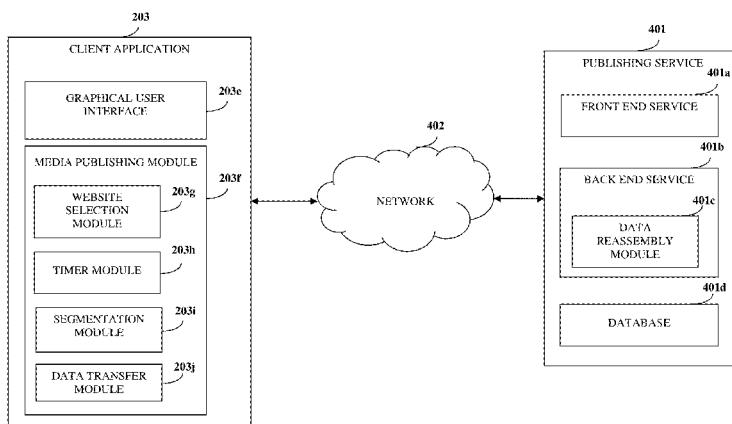 203
CLIENT APPLICATION
203e
GRAPHICAL USER
INTERFACE
MEDIA PUBLISHING MODULE
203f
203g
WEBSITE
SELECTION
MODULE
203h
TIMER MODULE
203i
SEGMENTATION
MODULE
203j
DATA TRANSFER
MODULE
402
NETWORK
401
PUBLISHING SERVICE
401a
FRONT END SERVICE
401b
BACK END SERVICE
401c
DATA
REASSEMBLY
MODULE
401d
DATABASE